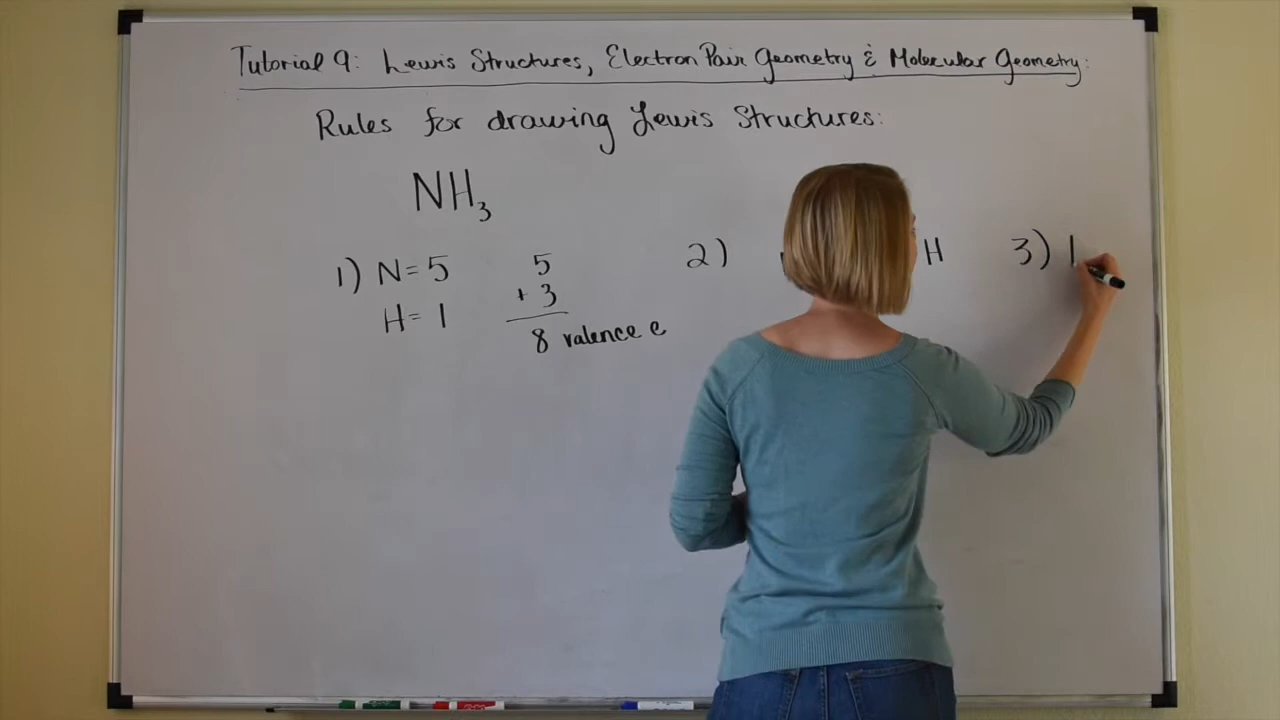 Tutorial 9: Lewis Structures, Electron Pair Geometry & Molecular Geometry:
Rules for drawing Lewis Structures:
NH₃
1) N = 5
H = 1
5
+ 3
8 valence e
2) H
3)